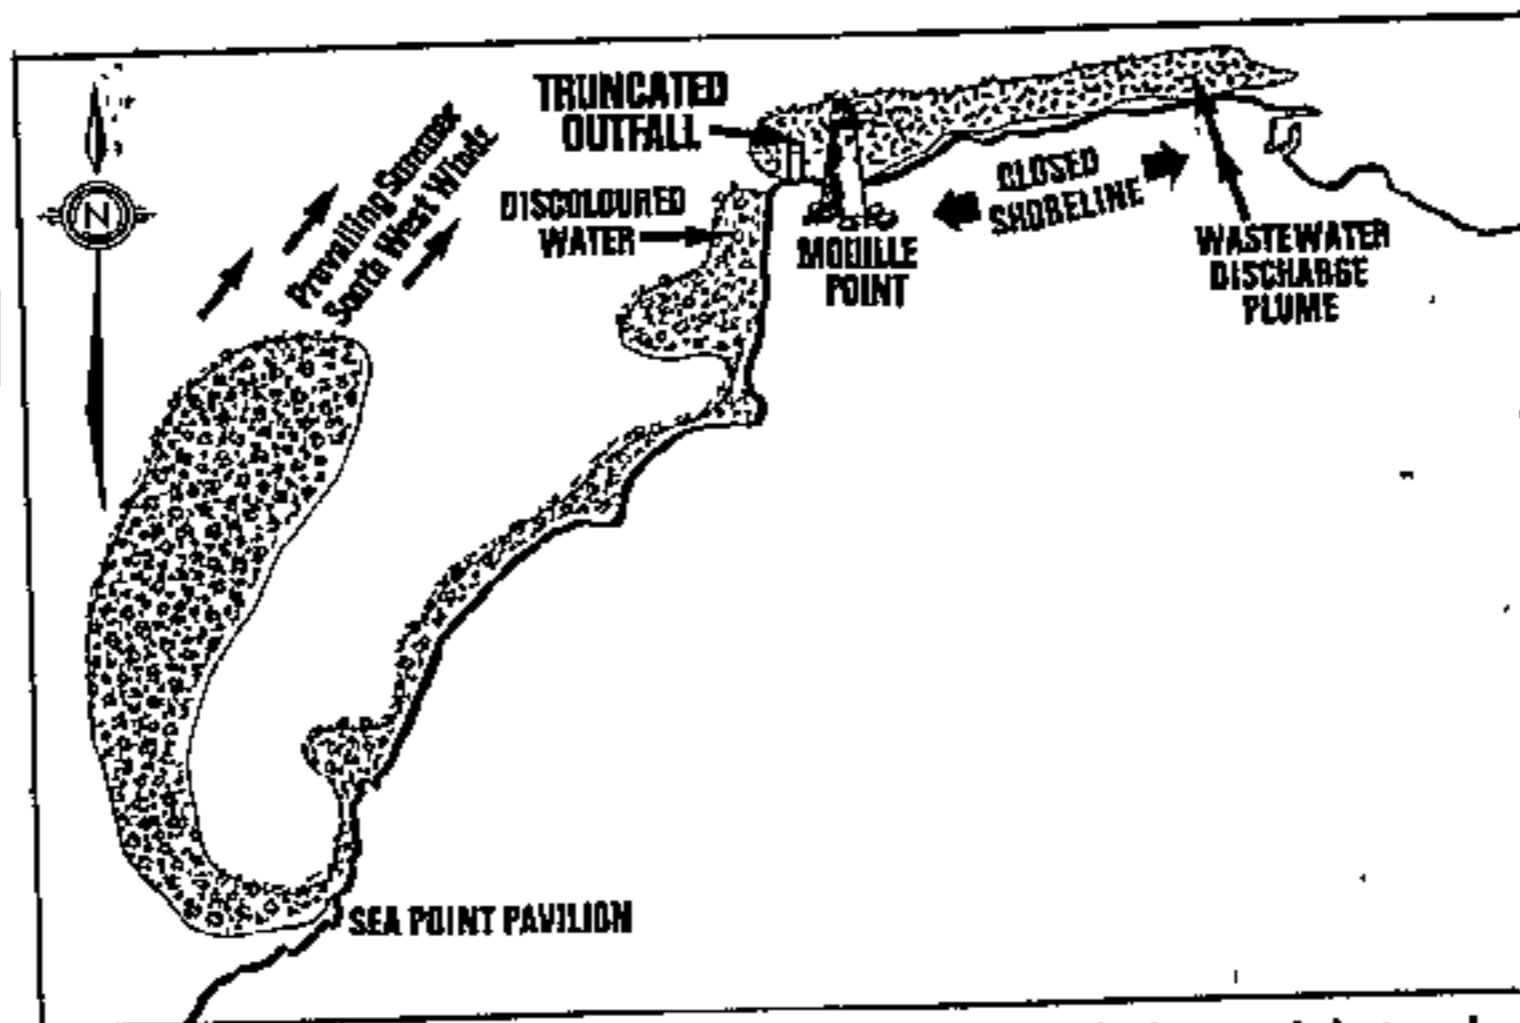 N
Prevailing Summer
South West Winds
TRUNCATED
OUTFALL
DISCOLOURED
WATER
MOUILLE
POINT
CLOSED
SHORELINE
WASTEWATER
DISCHARGE
PLUME
SEA POINT PAVILION